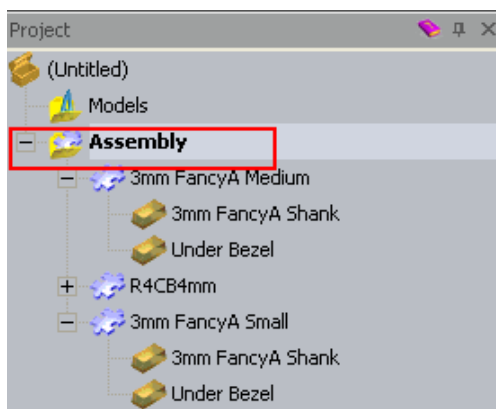 Project
(Untitled)
Models
Assembly
3mm FancyA Medium
3mm FancyA Shank
Under Bezel
R4CB4mm
3mm FancyA Small
3mm FancyA Shank
Under Bezel